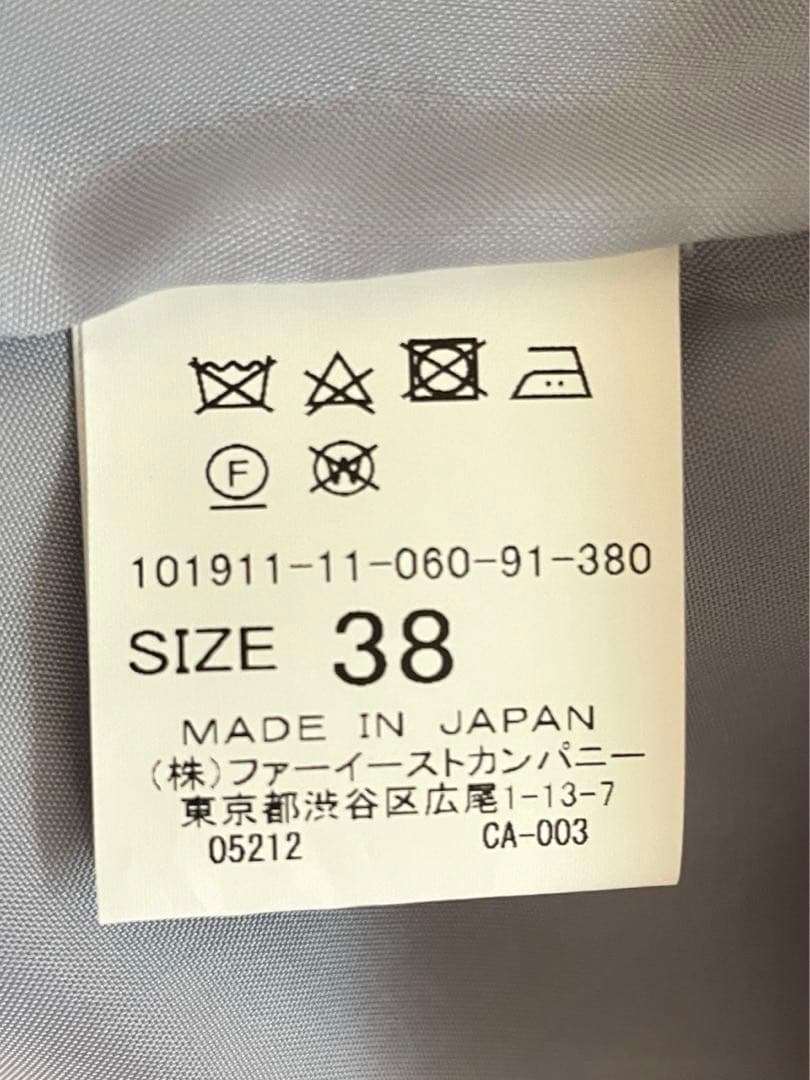 F W
101911-11-060-91-380
SIZE 38
MADE IN JAPAN
(株)ファーイーストカンパニー
東京都渋谷区広尾1-13-7
05212 CA-003